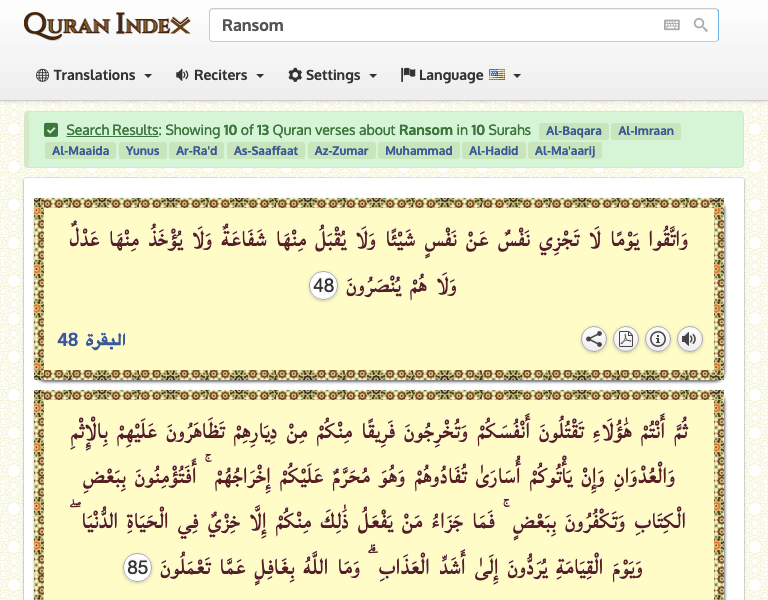 QURAN INDEX
Ransom
Translations Reciters Settings Language
Search Results: Showing 10 of 13 Quran verses about Ransom in 10 Surahs Al-Baqara Al-Imraan
Al-Maaida Yunus Ar-Ra'd As-Saaffaat Az-Zumar Muhammad Al-Hadid Al-Ma'aarij
وَاتَّقُوا يَوْمًا لَا تَجْزِي نَفْسٌ عَنْ نَفْسٍ شَيْئًا وَلَا يُقْبَلُ مِنْهَا شَفَاعَةٌ وَلَا يُؤْخَذُ مِنْهَا عَدْلٌ
وَلَا هُمْ يُنْصَرُونَ 48
البقرة 48
ثُمَّ أَنْتُمْ هَٰؤُلَاءِ تَقْتُلُونَ أَنْفُسَكُمْ وَتُخْرِجُونَ فَرِيقًا مِنْكُمْ مِنْ دِيَارِهِمْ تَظَاهَرُونَ عَلَيْهِمْ بِالْإِثْمِ
وَالْعُدْوَانِ وَإِنْ يَأْتُوكُمْ أُسَارَىٰ تُفَادُوهُمْ وَهُوَ مُحَرَّمٌ عَلَيْكُمْ إِخْرَاجُهُمْ ۚ أَفَتُؤْمِنُونَ بِبَعْضِ
الْكِتَابِ وَتَكْفُرُونَ بِبَعْضٍ ۚ فَمَا جَزَاءُ مَنْ يَفْعَلُ ذَٰلِكَ مِنْكُمْ إِلَّا خِزْيٌ فِي الْحَيَاةِ الدُّنْيَا ۖ
وَيَوْمَ الْقِيَامَةِ يُرَدُّونَ إِلَىٰ أَشَدِّ الْعَذَابِ ۗ وَمَا اللَّهُ بِغَافِلٍ عَمَّا تَعْمَلُونَ 85